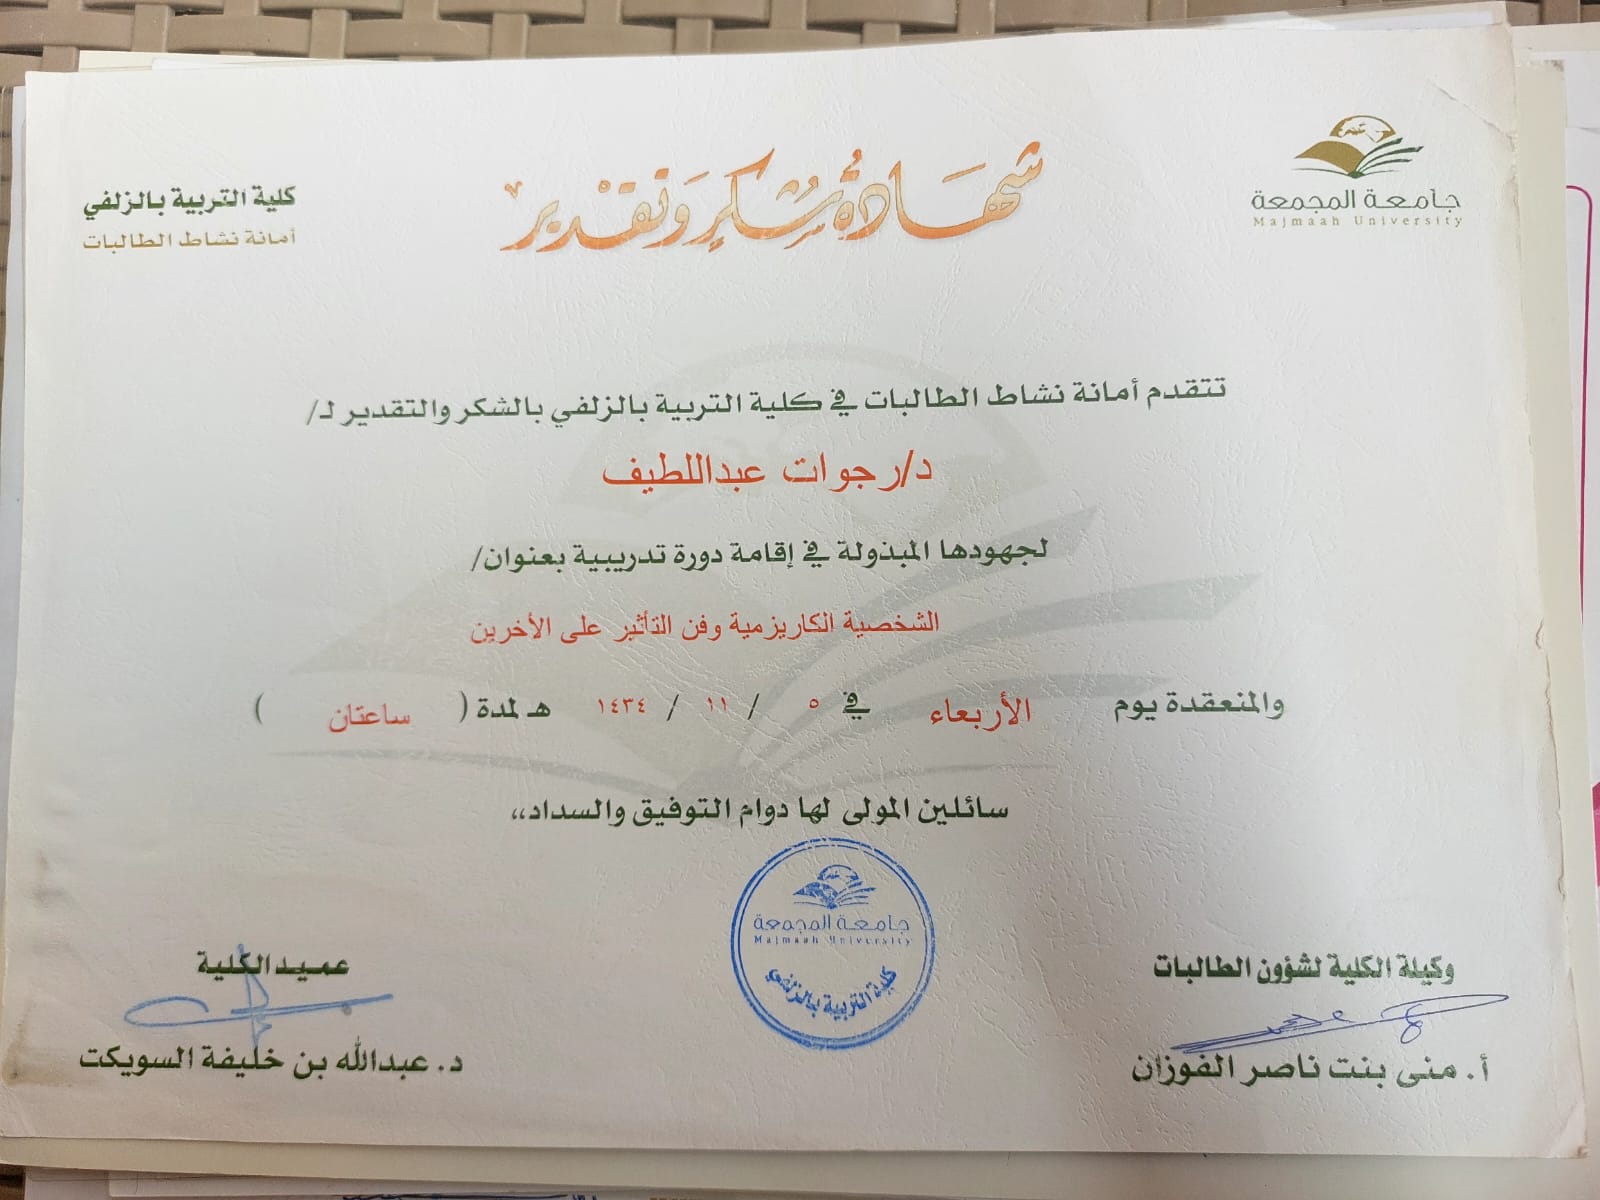 جامعة المجمعة
Majmaah University
شهادة شكر وتقدير
كلية التربية بالزلفي
أمانة نشاط الطالبات
تتقدم أمانة نشاط الطالبات في كلية التربية بالزلفي بالشكر والتقدير لـ/
د/رجوات عبداللطيف
لجهودها المبذولة في إقامة دورة تدريبية بعنوان/
الشخصية الكاريزمية وفن التأثير على الأخرين
والمنعقدة يوم الأربعاء في ٥ / ١١ / ١٤٣٤ هـ لمدة ( ساعتان )
سائلين المولى لها دوام التوفيق والسداد،،
جامعة المجمعة
Majmaah University
كلية التربية بالزلفي
وكيلة الكلية لشؤون الطالبات
أ. منى بنت ناصر الفوزان
عميد الكلية
د. عبدالله بن خليفة السويكت